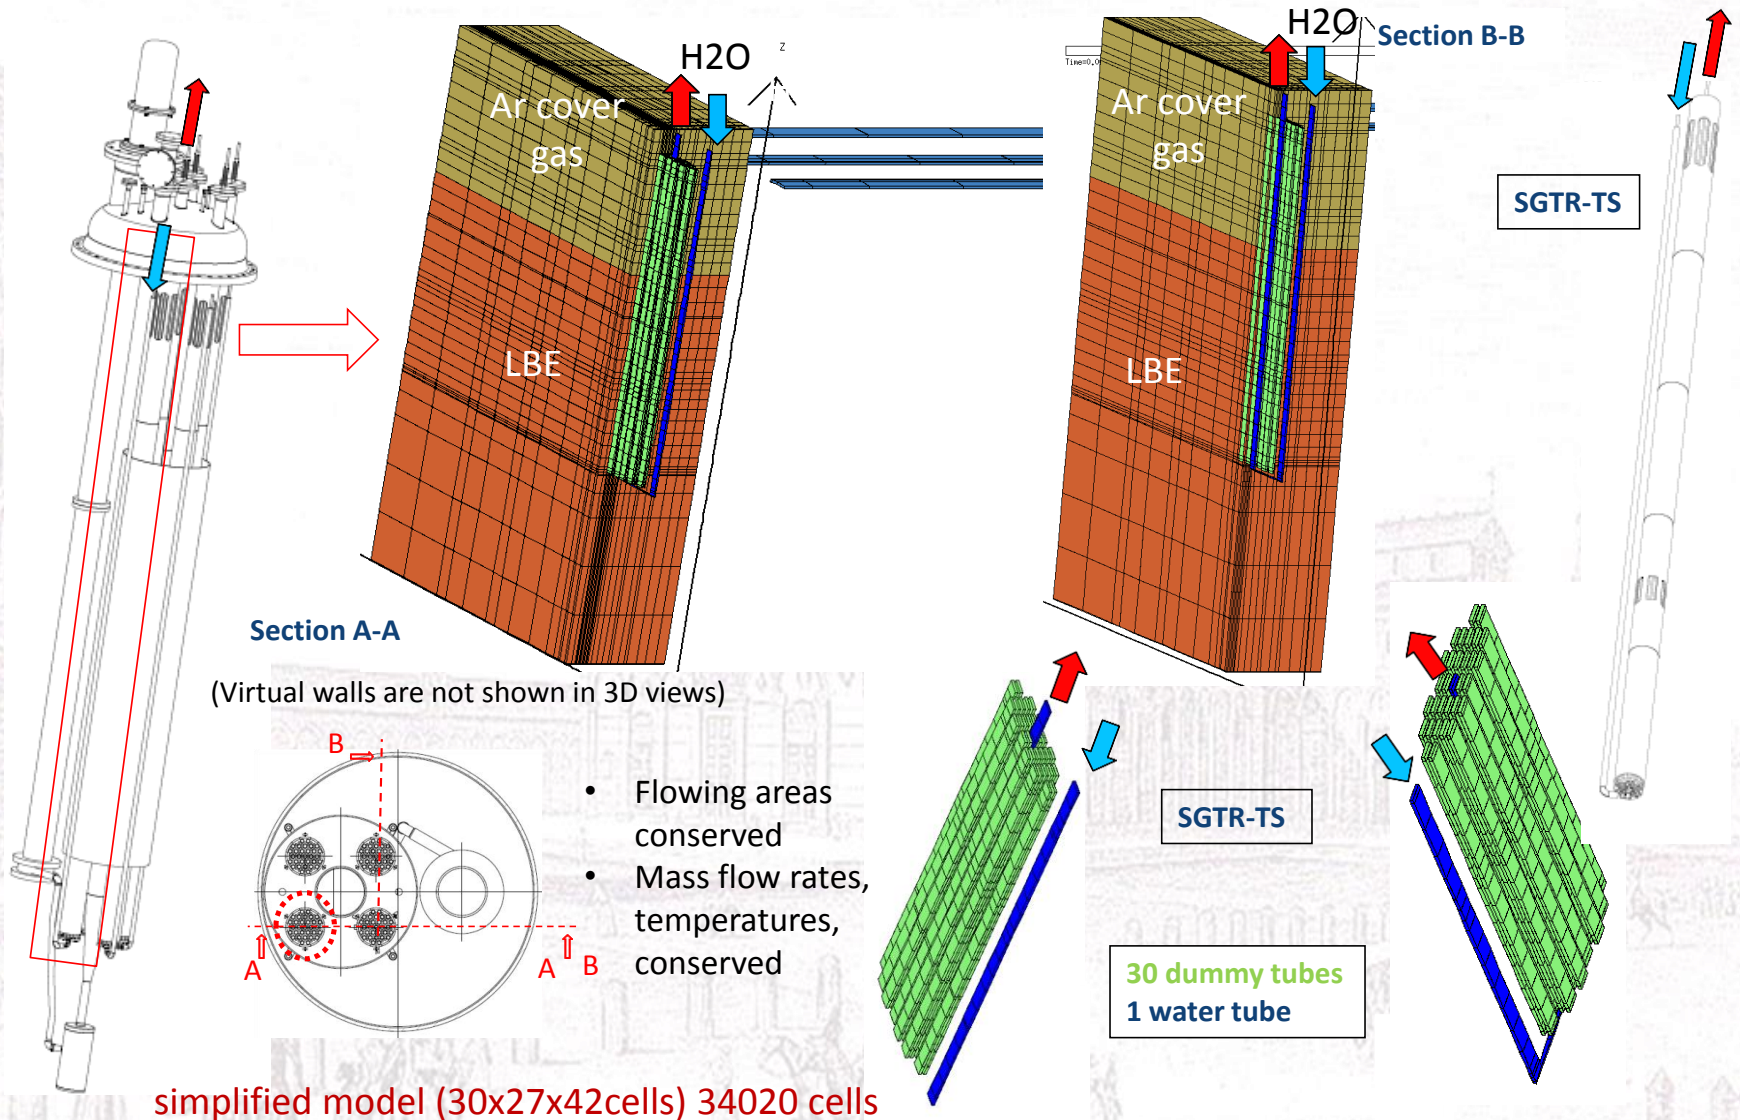 H2O
Z
Ar cover
gas
LBE
Section A-A
H2O
Section B-B
Ar cover
gas
LBE
SGTR-TS
(Virtual walls are not shown in 3D views)
B
A
A
B
• Flowing areas
conserved
• Mass flow rates,
temperatures,
conserved
SGTR-TS
30 dummy tubes
1 water tube
simplified model (30x27x42cells) 34020 cells